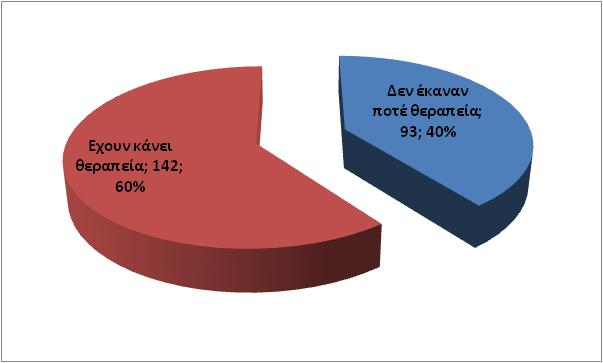 Δεν έκαναν
ποτέ θεραπεία;
93; 40%
Εχουν κάνει
θεραπεία; 142;
60%